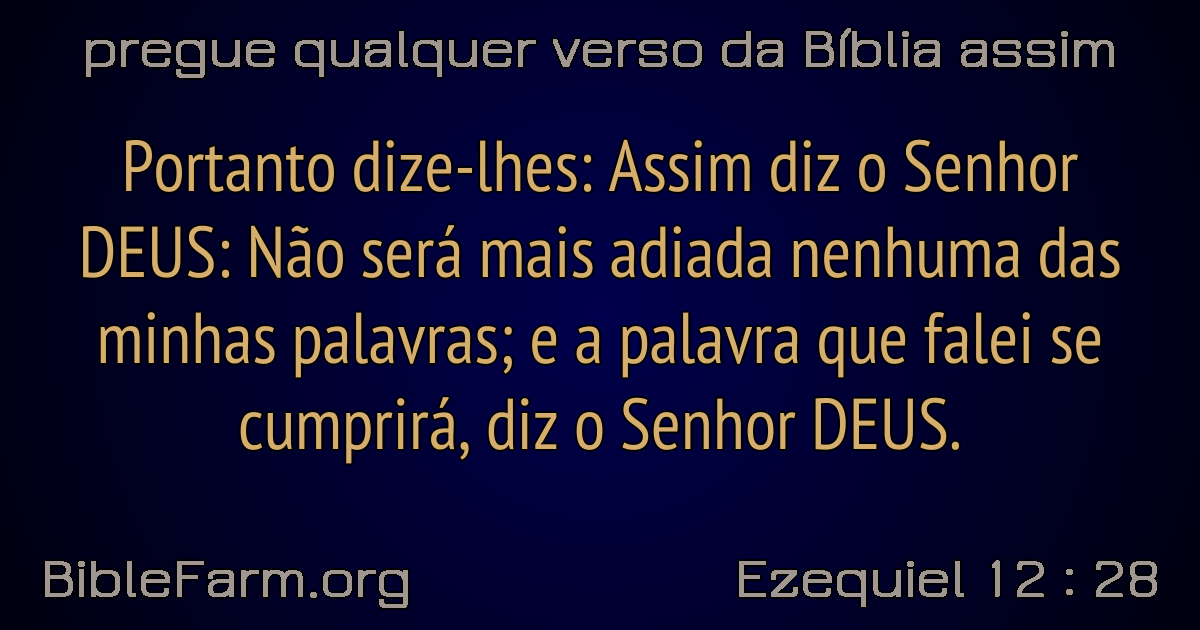 pregue qualquer verso da Bíblia assim
Portanto dize-lhes: Assim diz o Senhor
DEUS: Não será mais adiada nenhuma das
minhas palavras; e a palavra que falei se
cumprirá, diz o Senhor DEUS.
BibleFarm.org
Ezequiel 12 : 28